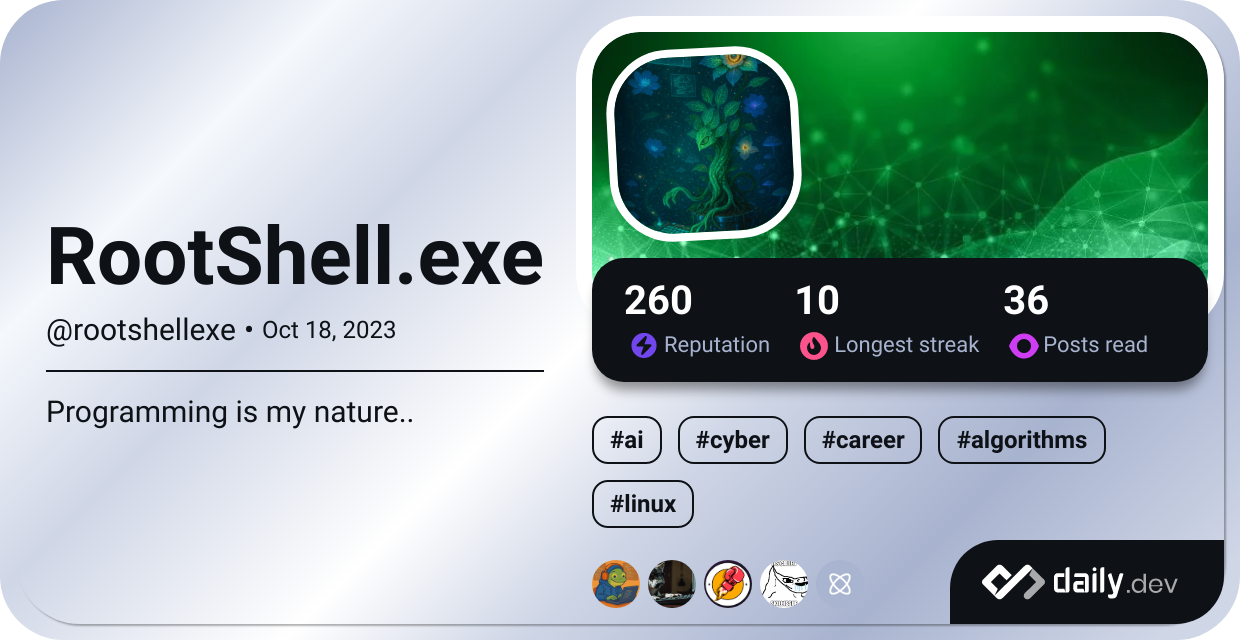 RootShell.exe
@rootshellexe • Oct 18, 2023
Programming is my nature..
260 10 36
Reputation Longest streak Posts read
#ai #cyber #career #algorithms
#linux
daily.dev